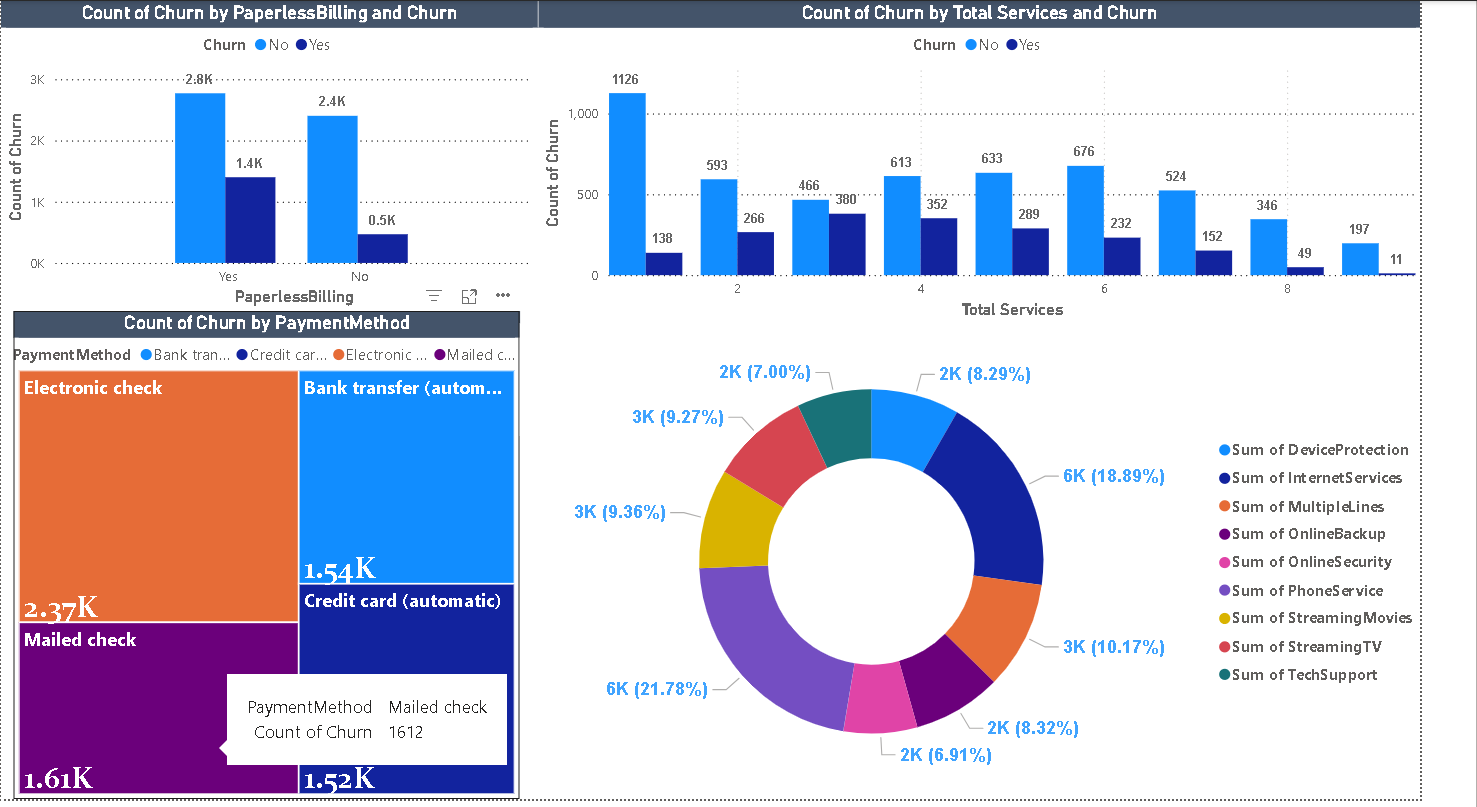 Count of Churn by PaperlessBilling and Churn
Churn No Yes
Count of Churn
3K
2K
1K
0K
2.8K
1.4K
2.4K
0.5K
Yes No
PaperlessBilling
Count of Churn by Total Services and Churn
Churn No Yes
Count of Churn
1,000
500
0
1126
138
593
266
466
380
613
352
633
289
676
232
524
152
346
49
197
11
2 4 6 8
Total Services
Count of Churn by PaymentMethod
PaymentMethod Bank tran... Credit car... Electronic ... Mailed c...
Electronic check
2.37K
Bank transfer (autom...
1.54K
Mailed check
1.61K
Credit card (automatic)
1.52K
PaymentMethod Mailed check
Count of Churn 1612
2K (7.00%)
2K (8.29%)
3K (9.27%)
6K (18.89%)
3K (9.36%)
3K (10.17%)
6K (21.78%)
2K (8.32%)
2K (6.91%)
Sum of DeviceProtection
Sum of InternetServices
Sum of MultipleLines
Sum of OnlineBackup
Sum of OnlineSecurity
Sum of PhoneService
Sum of StreamingMovies
Sum of StreamingTV
Sum of TechSupport